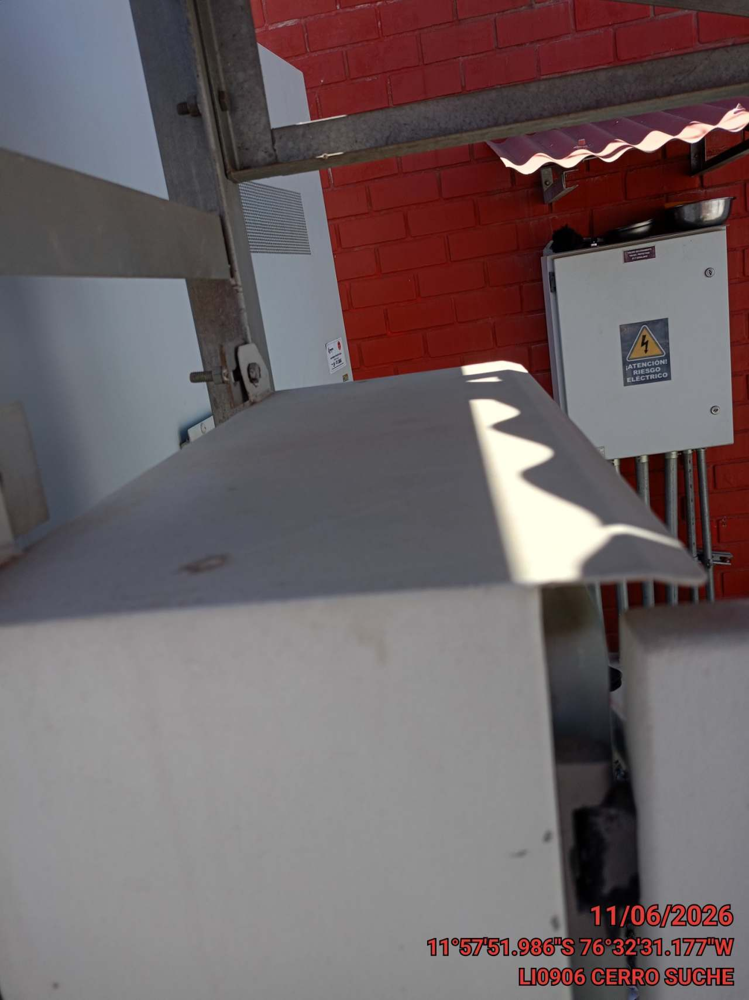 ¡ATENCIÓN!
RIESGO
ELÉCTRICO
11/06/2026
11°57'51.986"S 76°32'31.177"W
LI0906 CERRO SUCHE